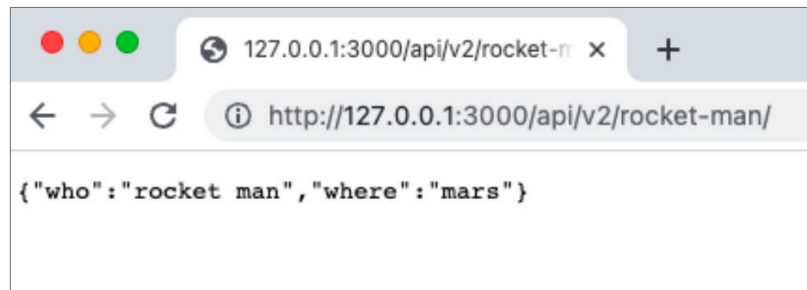 127.0.0.1:3000/api/v2/rocket-m
http://127.0.0.1:3000/api/v2/rocket-man/
{"who":"rocket man","where":"mars"}